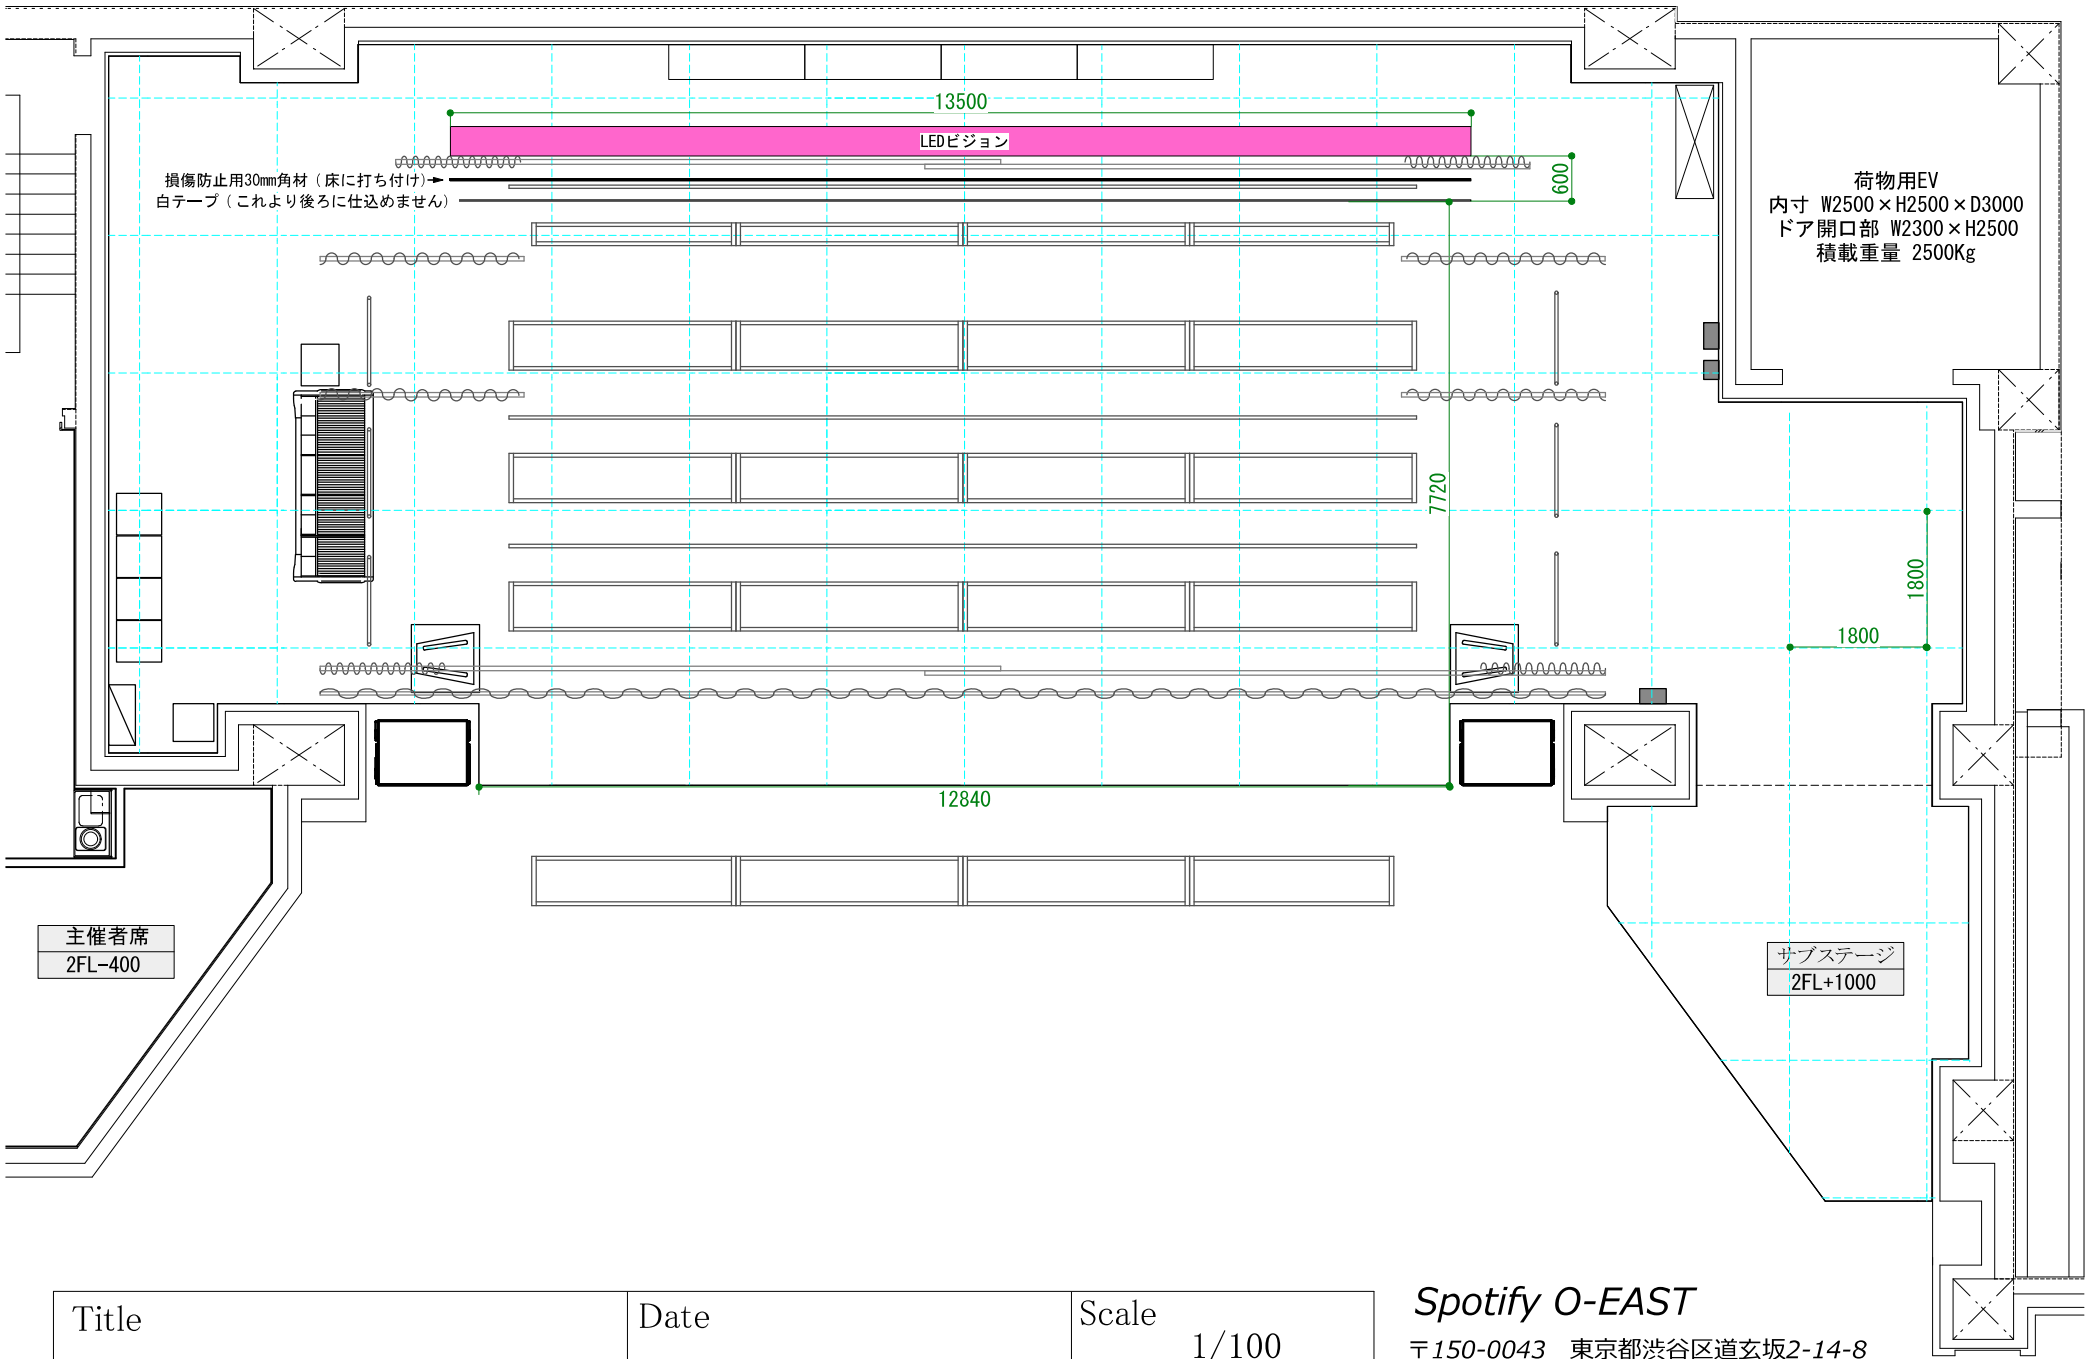 13500
LEDビジョン
600
損傷防止用30mm角材（床に打ち付け）
白テープ（これより後ろに仕込めません）
荷物用EV
内寸 W2500×H2500×D3000
ドア開口部 W2300×H2500
積載重量 2500Kg
7720
1800
1800
12840
主催者席
2FL-400
サブステージ
2FL+1000
Title
Date
Scale
1/100
Spotify O-EAST
〒150-0043 東京都渋谷区道玄坂2-14-8